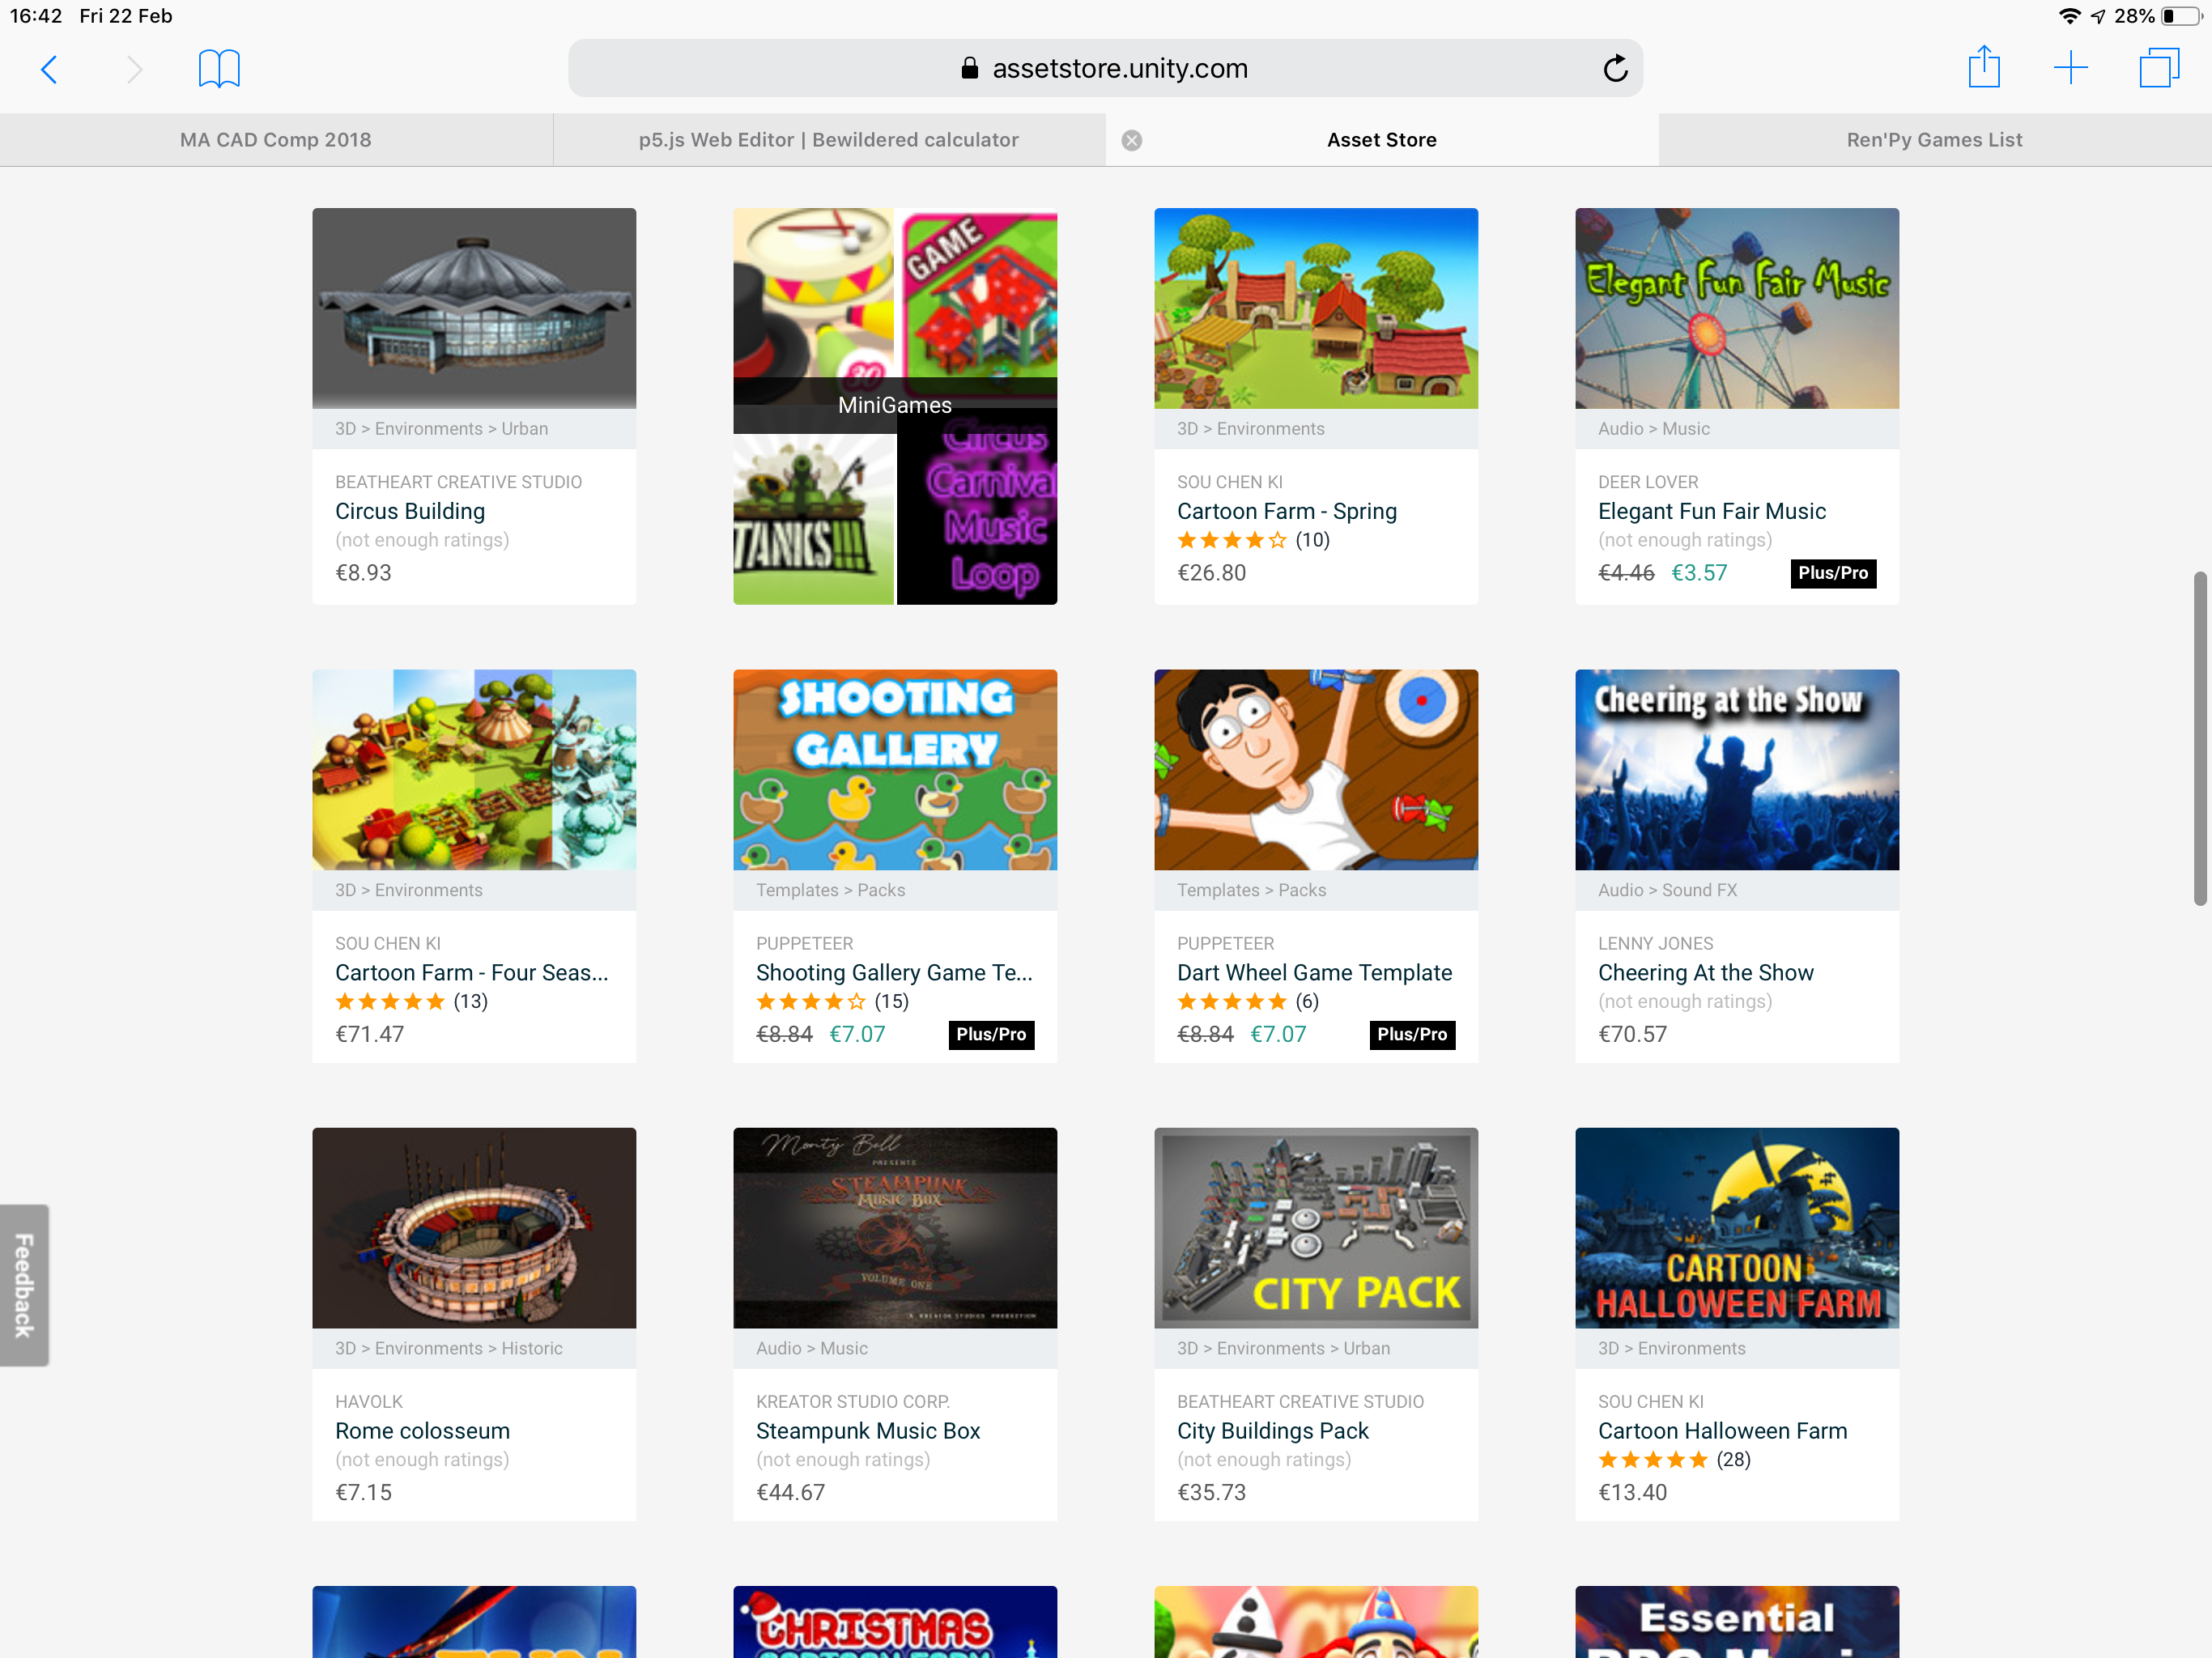 16:42 Fri 22 Feb
28%
assetstore.unity.com
MA CAD Comp 2018
p5.js Web Editor | Bewildered calculator
Asset Store
Ren'Py Games List
3D > Environments > Urban
BEATHEART CREATIVE STUDIO
Circus Building
(not enough ratings)
€8.93
GAME
MiniGames
TANKS
Circus
Carnival
Music
Loop
3D > Environments
SOU CHEN KI
Cartoon Farm - Spring
(10)
€26.80
Elegant Fun Fair Music
Audio > Music
DEER LOVER
Elegant Fun Fair Music
(not enough ratings)
€4.46 €3.57 Plus/Pro
3D > Environments
SOU CHEN KI
Cartoon Farm - Four Seas...
(13)
€71.47
SHOOTING
GALLERY
Templates > Packs
PUPPETEER
Shooting Gallery Game Te...
(15)
€8.84 €7.07 Plus/Pro
Templates > Packs
PUPPETEER
Dart Wheel Game Template
(6)
€8.84 €7.07 Plus/Pro
Cheering at the Show
Audio > Sound FX
LENNY JONES
Cheering At the Show
(not enough ratings)
€70.57
Feedback
3D > Environments > Historic
HAVOLK
Rome colosseum
(not enough ratings)
€7.15
Monty Bell
PRESENTS
STEAMPUNK
MUSIC BOX
VOLUME ONE
A KREATOR STUDIOS PRODUCTION
Audio > Music
KREATOR STUDIO CORP.
Steampunk Music Box
(not enough ratings)
€44.67
CITY PACK
3D > Environments > Urban
BEATHEART CREATIVE STUDIO
City Buildings Pack
(not enough ratings)
€35.73
CARTOON
HALLOWEEN FARM
3D > Environments
SOU CHEN KI
Cartoon Halloween Farm
(28)
€13.40
CHRISTMAS
CARTOON FARM
Essential